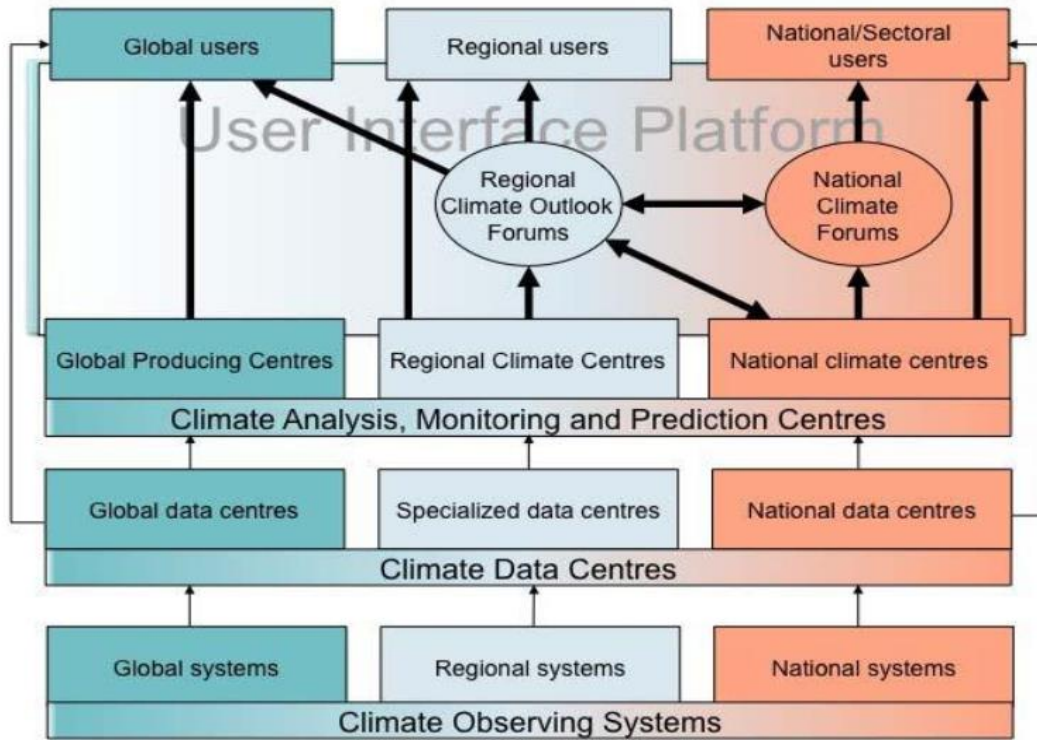 Global users
Regional users
National/Sectoral
users
User Interface Platform
Regional
Climate Outlook
Forums
National
Climate
Forums
Global Producing Centres
Regional Climate Centres
National climate centres
Climate Analysis, Monitoring and Prediction Centres
Global data centres
Specialized data centres
National data centres
Climate Data Centres
Global systems
Regional systems
National systems
Climate Observing Systems